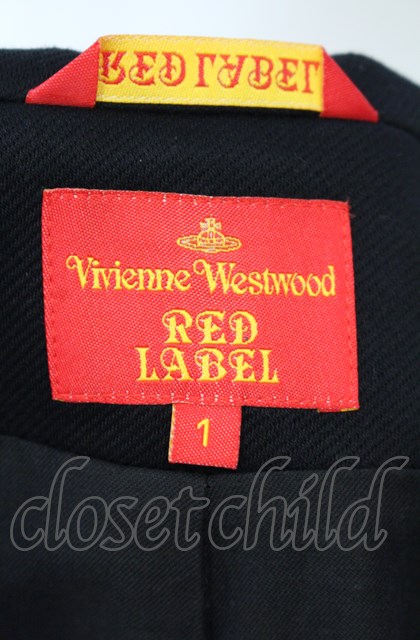 RED LABEL
Vivienne Westwood
RED
LABEL
1
closet child